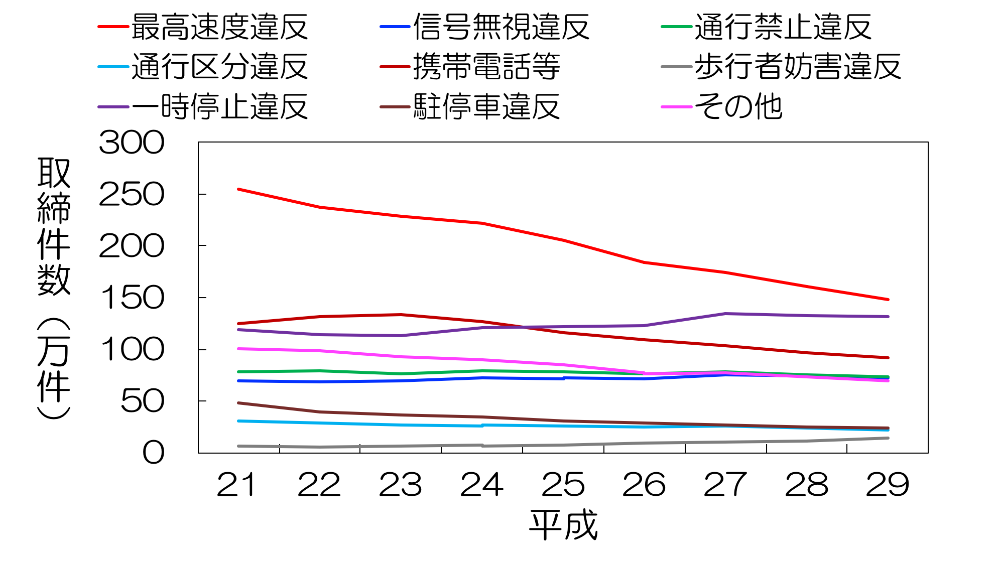 最高速度違反 信号無視違反 通行禁止違反
通行区分違反 携帯電話等 歩行者妨害違反
一時停止違反 駐停車違反 その他
取締件数（万件）
300
250
200
150
100
50
0
21 22 23 24 25 26 27 28 29
平成